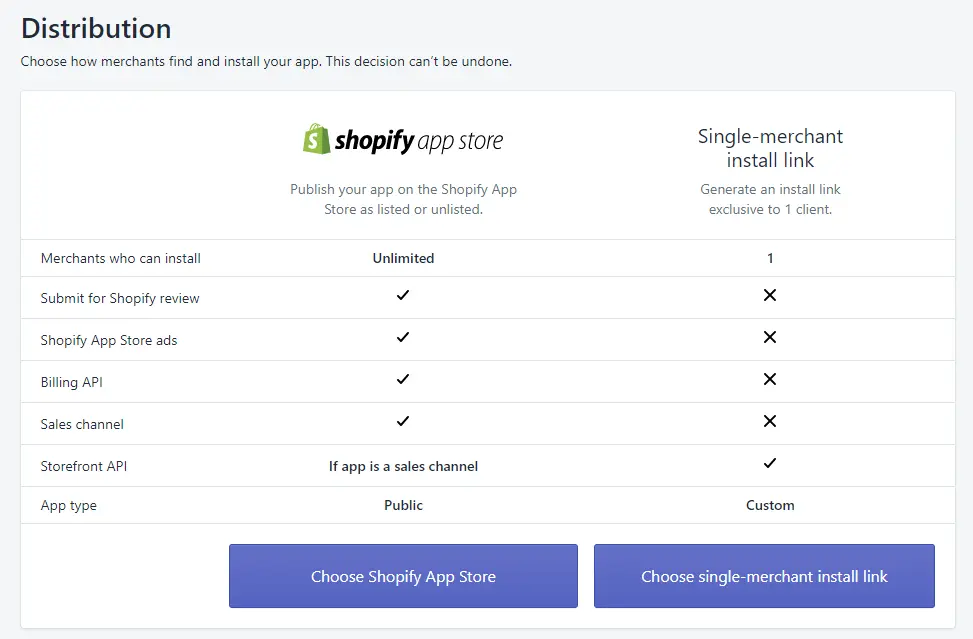 Distribution
Choose how merchants find and install your app. This decision can’t be undone.
shopify app store
Publish your app on the Shopify App
Store as listed or unlisted.
Single-merchant
install link
Generate an install link
exclusive to 1 client.
Merchants who can install Unlimited 1
Submit for Shopify review
Shopify App Store ads
Billing API
Sales channel
Storefront API If app is a sales channel
App type Public Custom
Choose Shopify App Store Choose single-merchant install link